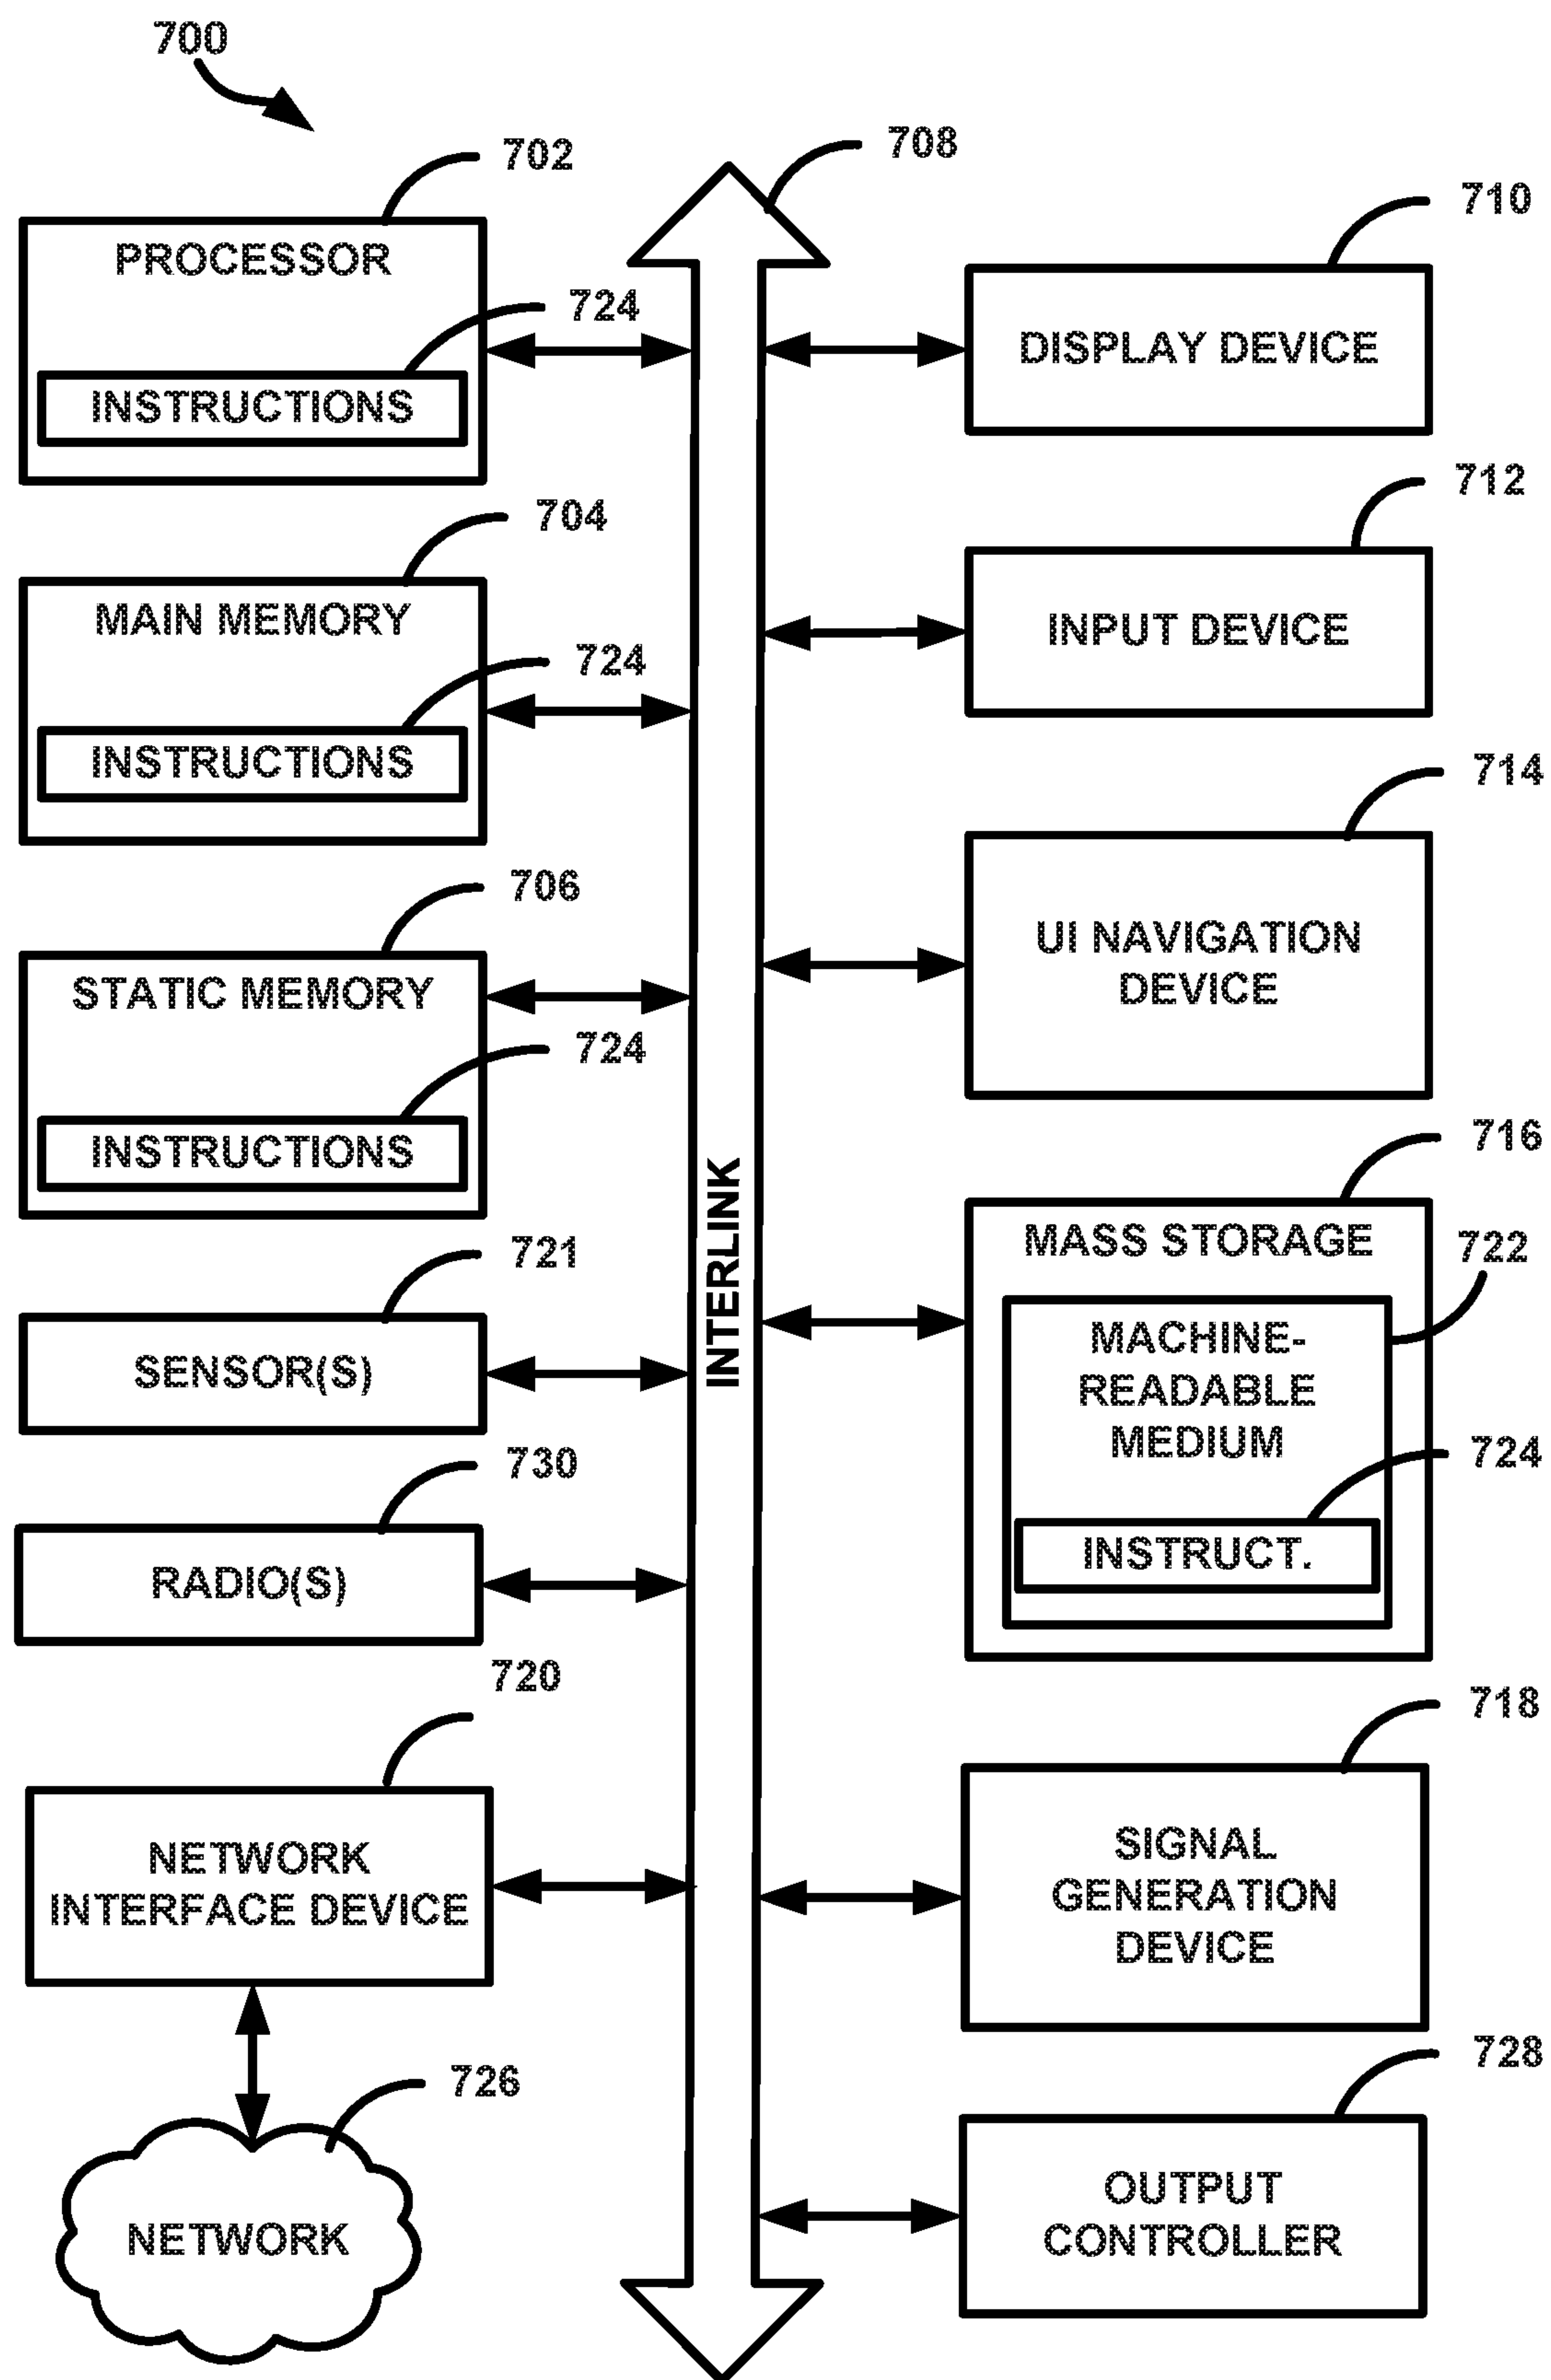 700
702
PROCESSOR
724
INSTRUCTIONS
704
MAIN MEMORY
724
INSTRUCTIONS
706
STATIC MEMORY
724
INSTRUCTIONS
721
SENSOR(S)
730
RADIO(S)
720
NETWORK
INTERFACE DEVICE
726
NETWORK
708
INTERLINK
710
DISPLAY DEVICE
712
INPUT DEVICE
714
UI NAVIGATION
DEVICE
716
MASS STORAGE
722
MACHINE-
READABLE
MEDIUM
724
INSTRUCT.
718
SIGNAL
GENERATION
DEVICE
728
OUTPUT
CONTROLLER